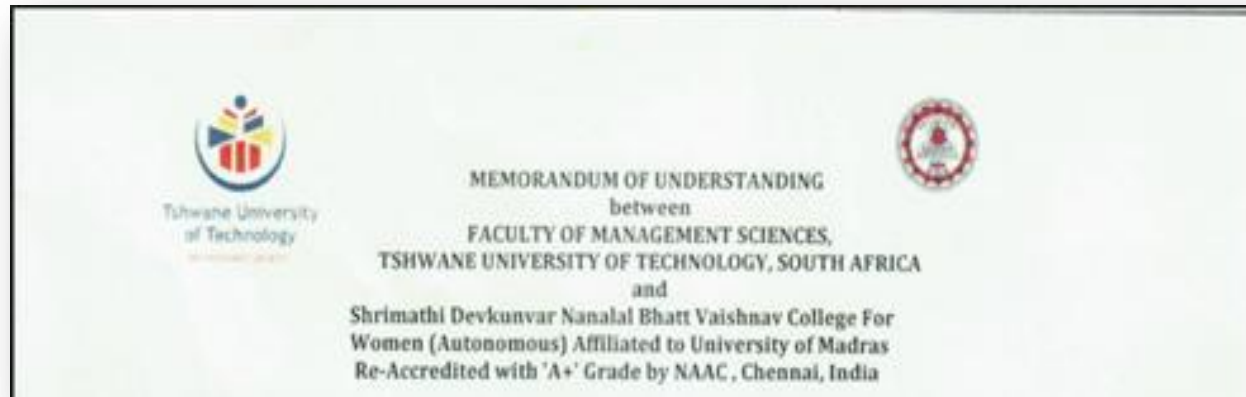 Tshwane University
of Technology
MEMORANDUM OF UNDERSTANDING
between
FACULTY OF MANAGEMENT SCIENCES,
TSHWANE UNIVERSITY OF TECHNOLOGY, SOUTH AFRICA
and
Shrimathi Devkunvar Nanalal Bhatt Vaishnav College For
Women (Autonomous) Affiliated to University of Madras
Re-Accredited with 'A+' Grade by NAAC , Chennai, India